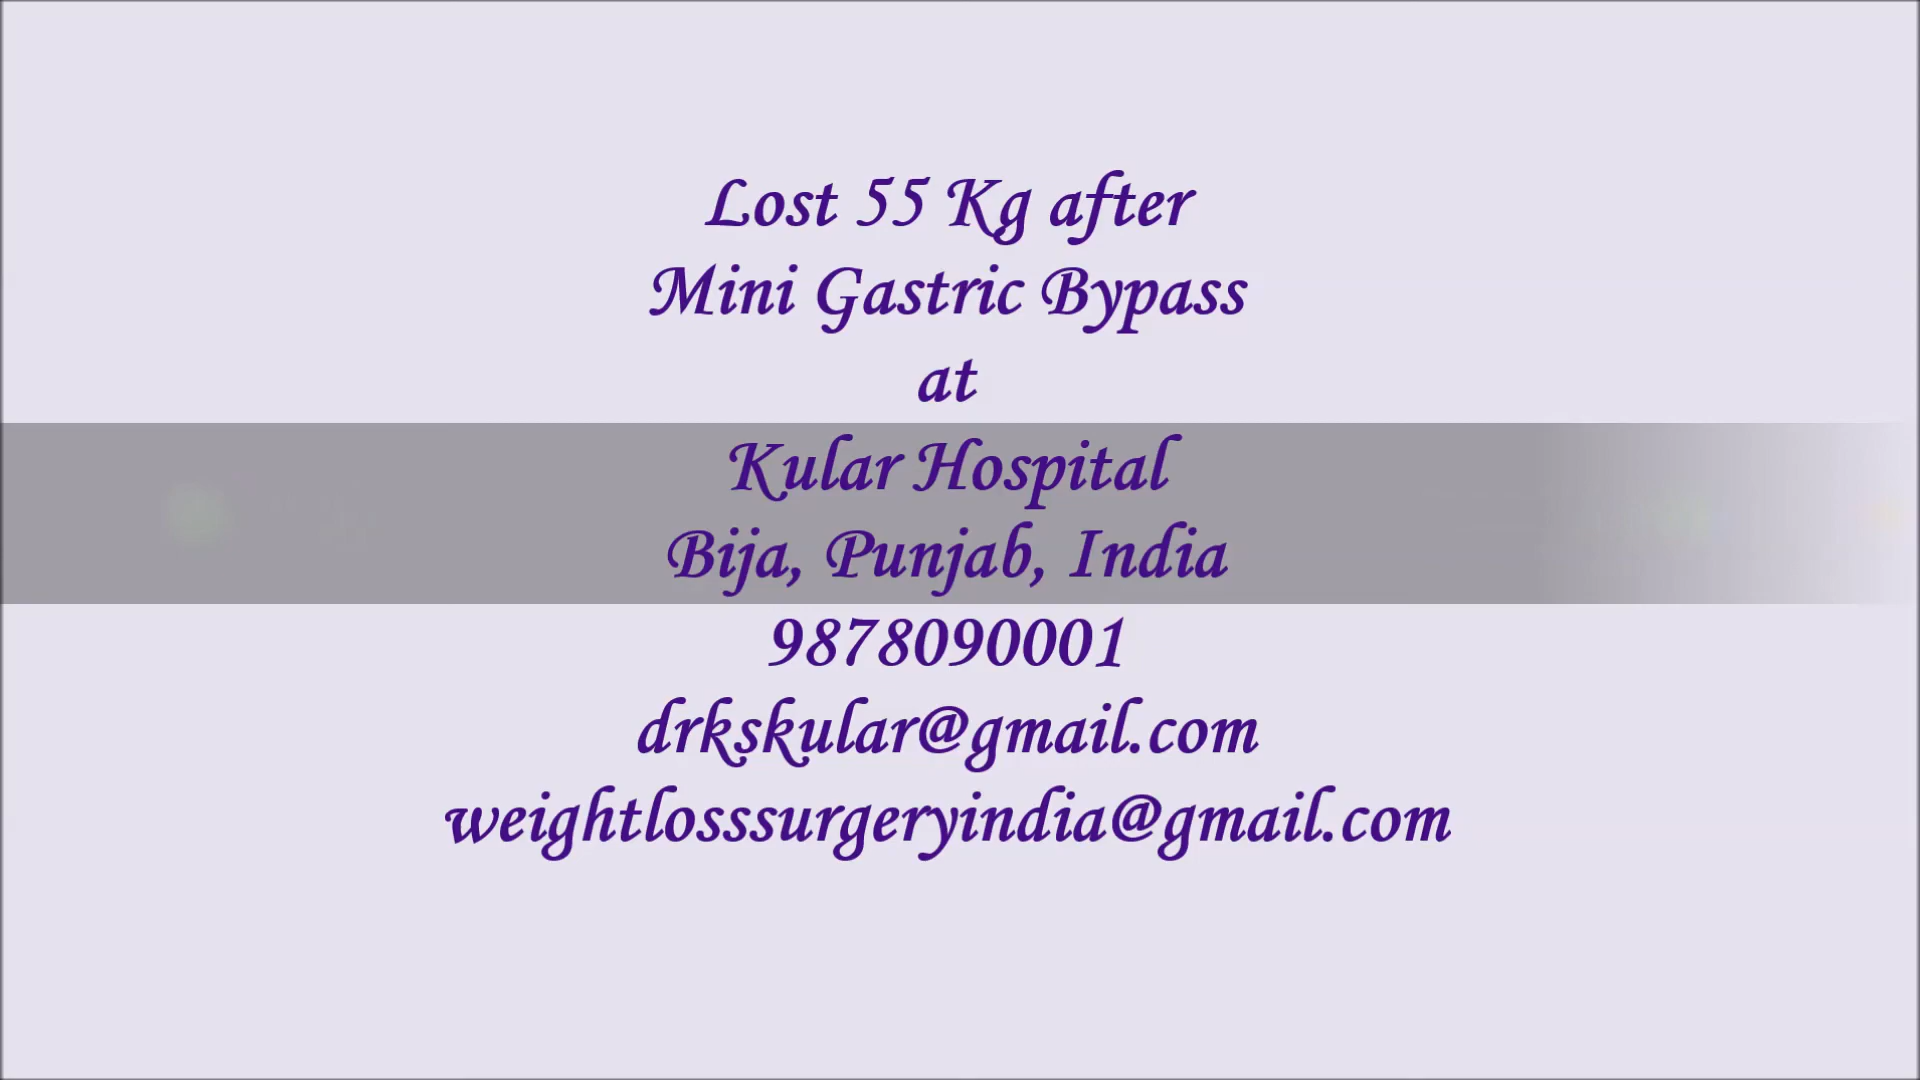 Lost 55 Kg after
Mini Gastric Bypass
at
Kular Hospital
Bija, Punjab, India
9878090001
drkskular@gmail.com
weightlosssurgeryindia@gmail.com